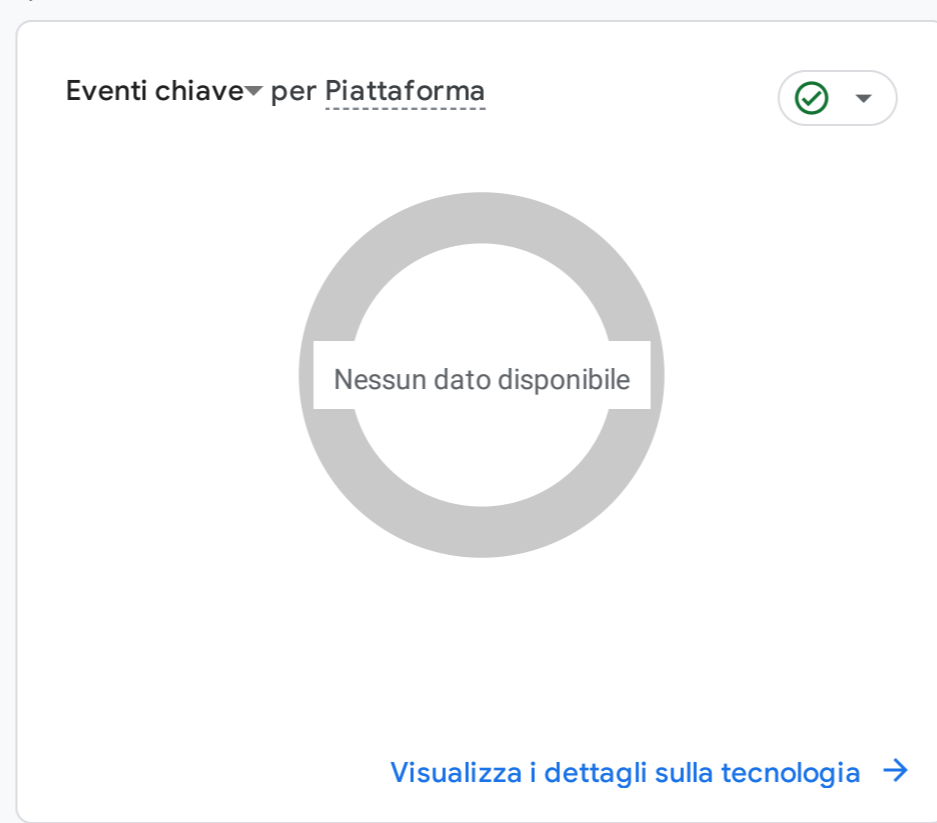 Eventi chiave per Piattaforma
Nessun dato disponibile
Visualizza i dettagli sulla tecnologia